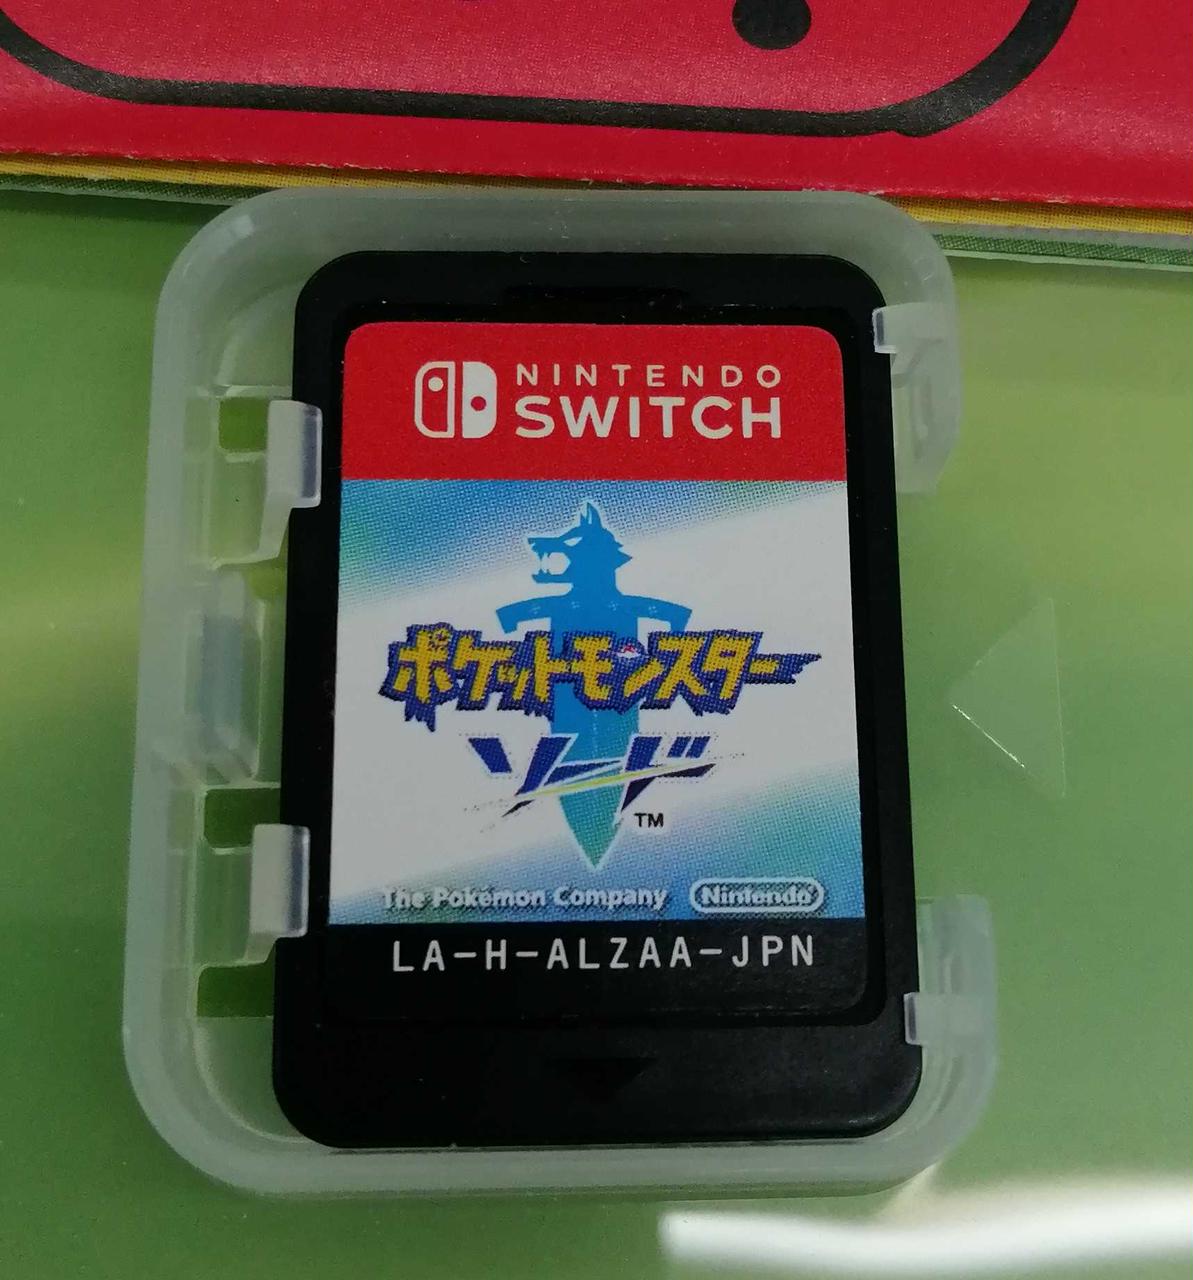 NINTENDO
SWITCH
ポケットモンスター
ソード
TM
The Pokémon Company Nintendo
LA-H-ALZAA-JPN